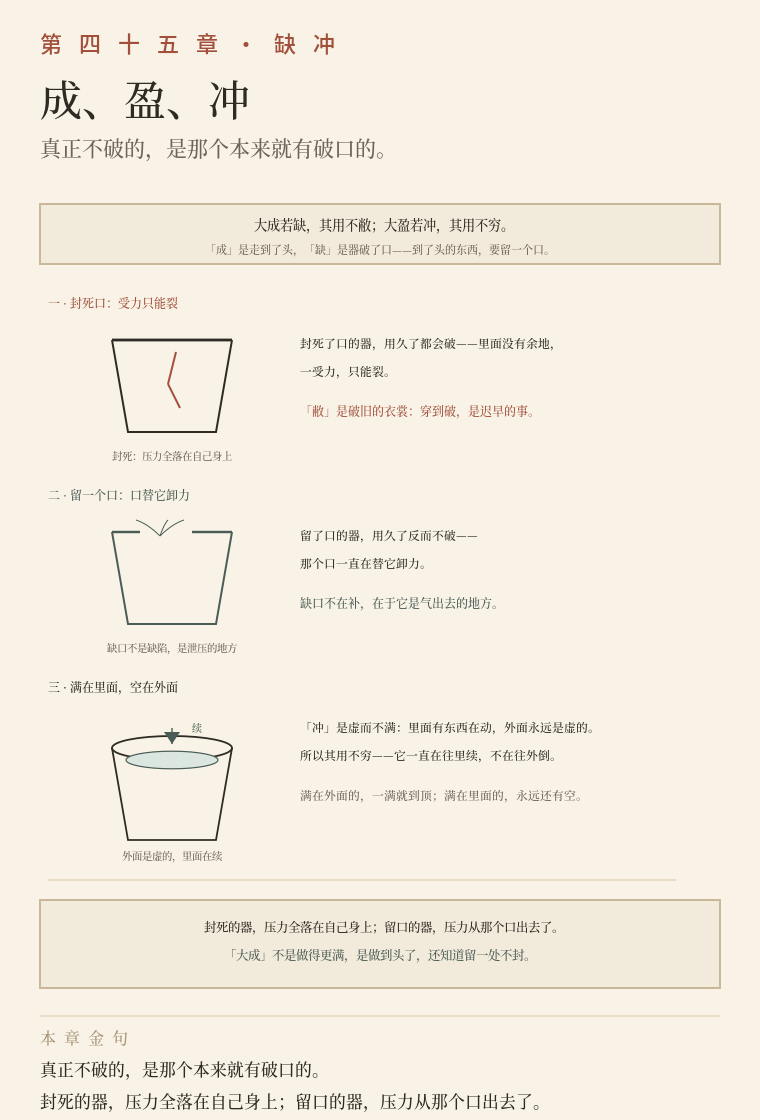 第四十五章·缺冲
成、盈、冲
真正不破的，是那个本来就有破口的。
大成若缺，其用不敝；大盈若冲，其用不穷。
「成」是走到了头，「缺」是器破了口——到了头的东西，要留一个口。
一·封死口：受力只能裂
封死了口的器，用久了都会破——里面没有余地，
一受力，只能裂。
「敝」是破旧的衣裳：穿到破，是迟早的事。
封死：压力全落在自己身上
二·留一个口：口替它卸力
留了口的器，用久了反而不破——
那个口一直在替它卸力。
缺口不在补，在于它是气出去的地方。
缺口不是缺陷，是泄压的地方
三·满在里面，空在外面
续
「冲」是虚而不满：里面有东西在动，外面永远是虚的。
所以其用不穷——它一直在往里续，不在往外倒。
满在外面的，一满就到顶；满在里面的，永远还有空。
外面是虚的，里面在续
封死的器，压力全落在自己身上；留口的器，压力从那个口出去了。
「大成」不是做得更满，是做到头了，还知道留一处不封。
本章金句
真正不破的，是那个本来就有破口的。
封死的器，压力全落在自己身上；留口的器，压力从那个口出去了。